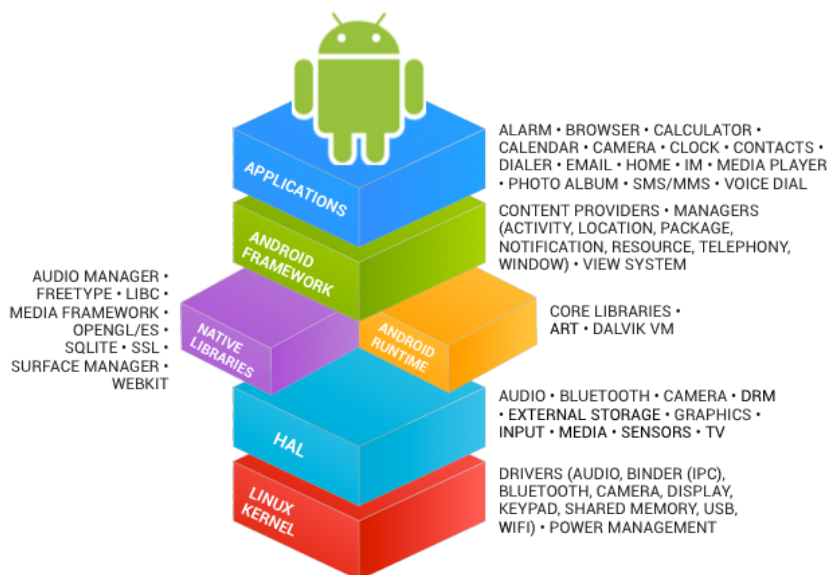 ALARM • BROWSER • CALCULATOR •
CALENDAR • CAMERA • CLOCK • CONTACTS •
DIALER • EMAIL • HOME • IM • MEDIA PLAYER
• PHOTO ALBUM • SMS/MMS • VOICE DIAL
APPLICATIONS
CONTENT PROVIDERS • MANAGERS
(ACTIVITY, LOCATION, PACKAGE,
NOTIFICATION, RESOURCE, TELEPHONY,
WINDOW) • VIEW SYSTEM
ANDROID
FRAMEWORK
AUDIO MANAGER •
FREETYPE • LIBC •
MEDIA FRAMEWORK •
OPENGL/ES •
SQLITE • SSL •
SURFACE MANAGER •
WEBKIT
NATIVE
LIBRARIES
ANDROID
RUNTIME
CORE LIBRARIES •
ART • DALVIK VM
HAL
AUDIO • BLUETOOTH • CAMERA • DRM
• EXTERNAL STORAGE • GRAPHICS •
INPUT • MEDIA • SENSORS • TV
LINUX
KERNEL
DRIVERS (AUDIO, BINDER (IPC),
BLUETOOTH, CAMERA, DISPLAY,
KEYPAD, SHARED MEMORY, USB,
WIFI) • POWER MANAGEMENT